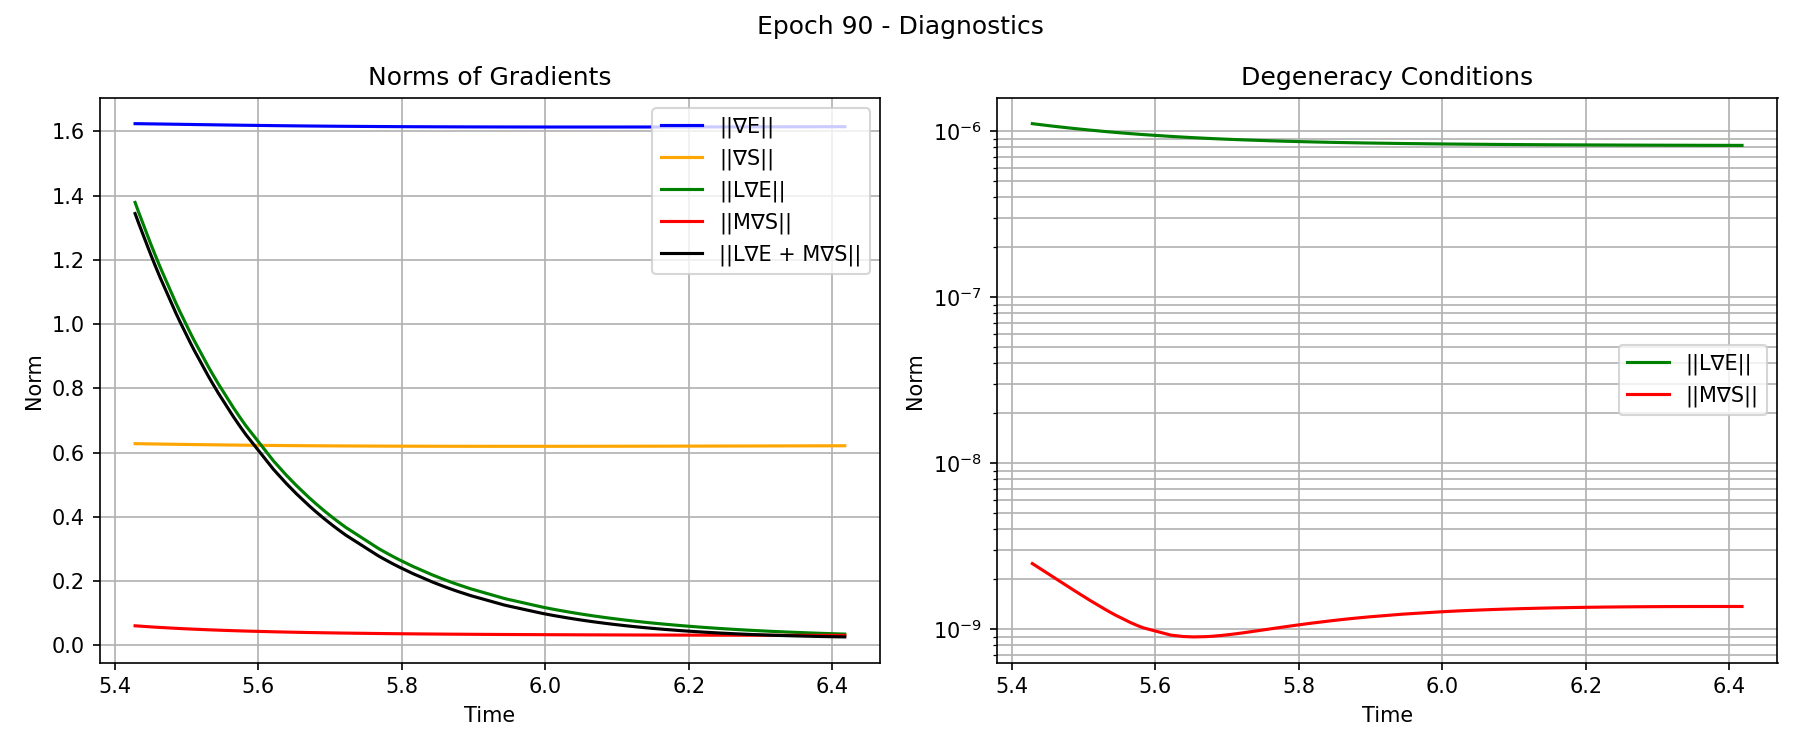 Epoch 90 - Diagnostics
Norms of Gradients
Norm
1.6
1.4
1.2
1.0
0.8
0.6
0.4
0.2
0.0
5.4 5.6 5.8 6.0 6.2 6.4
Time
||∇E||
||∇S||
||L∇E||
||M∇S||
||L∇E + M∇S||
Degeneracy Conditions
Norm
10⁻⁶
10⁻⁷
10⁻⁸
10⁻⁹
5.4 5.6 5.8 6.0 6.2 6.4
Time
||L∇E||
||M∇S||